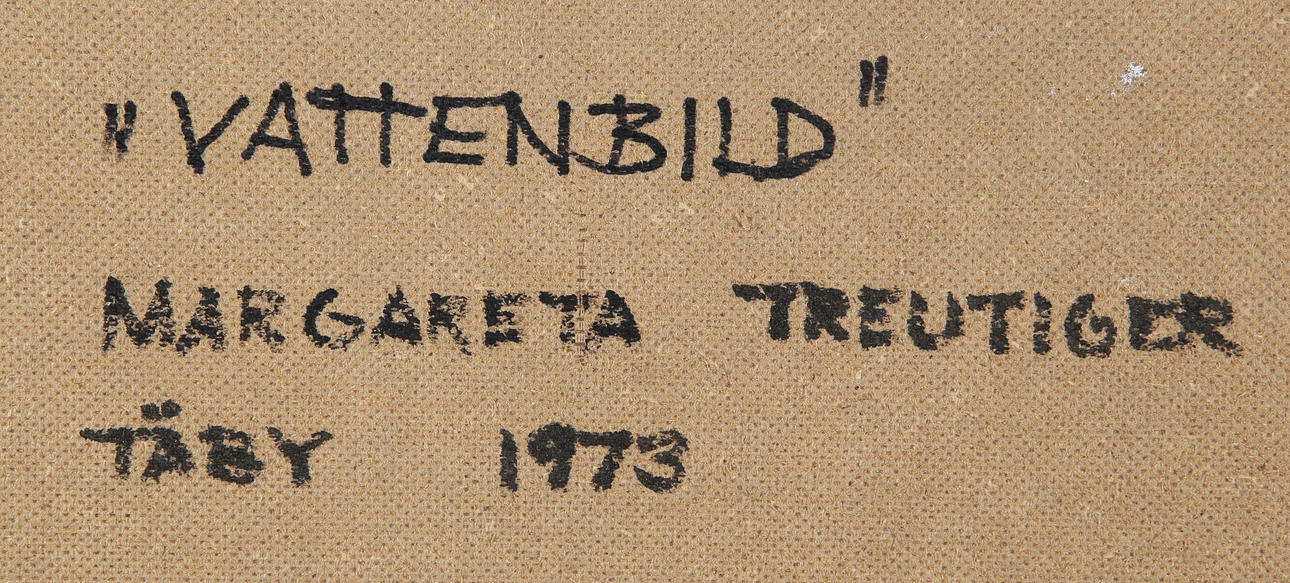 "VATTENBILD"
MARGARETA TREUTIGER
TÄBY 1973